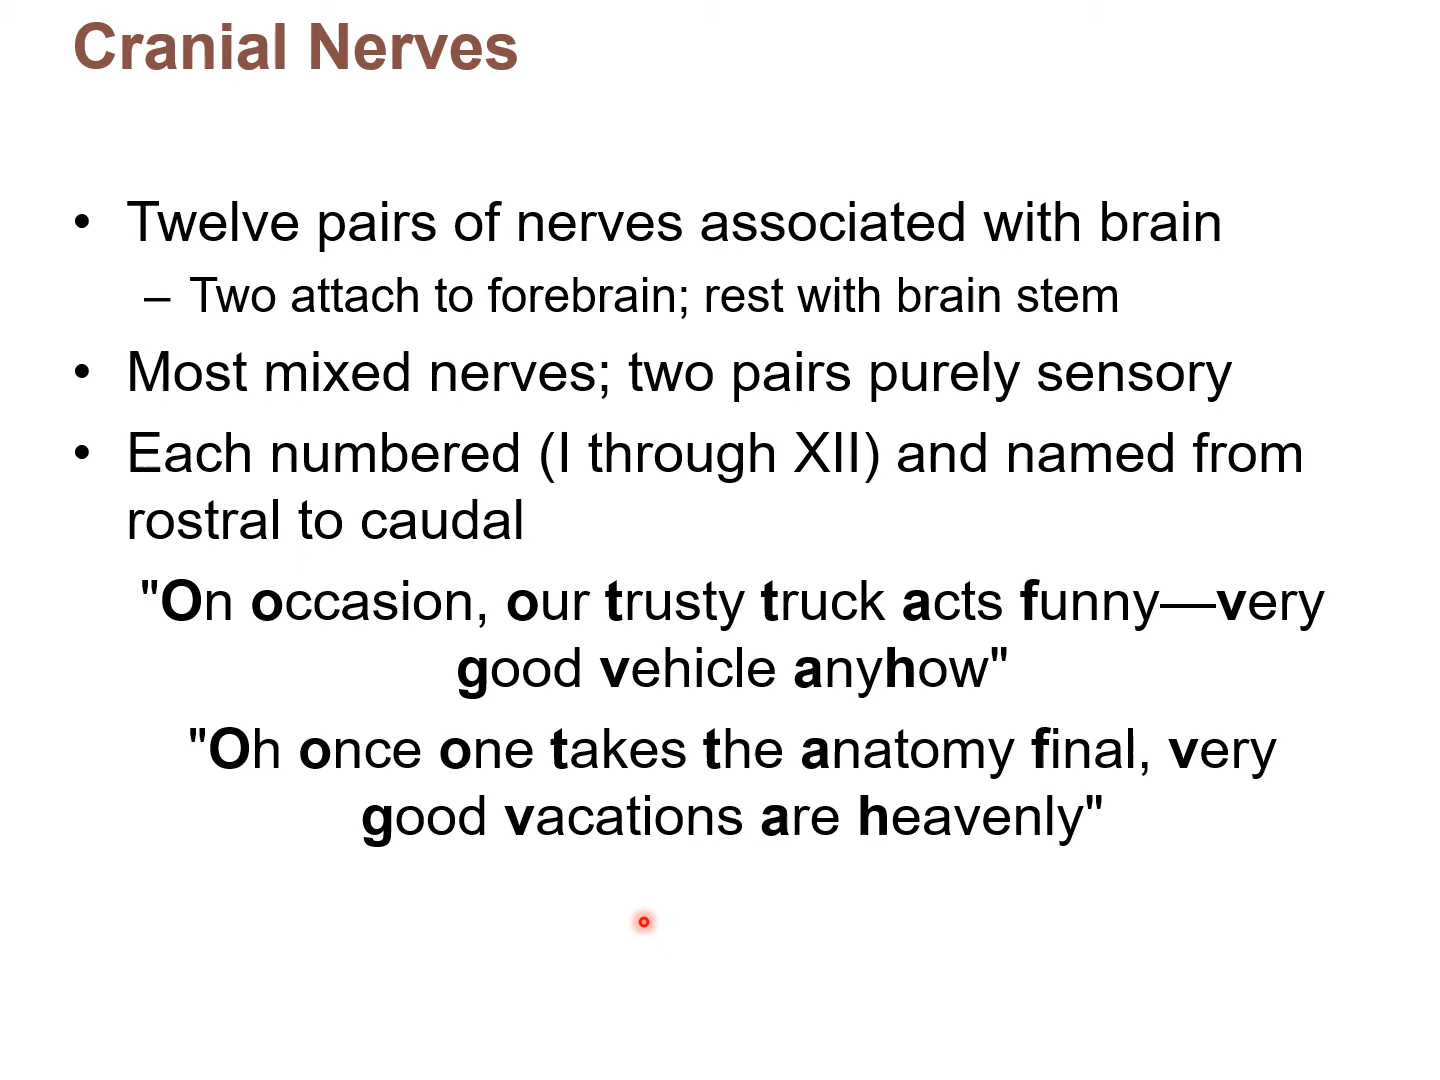 Cranial Nerves
• Twelve pairs of nerves associated with brain
– Two attach to forebrain; rest with brain stem
• Most mixed nerves; two pairs purely sensory
• Each numbered (I through XII) and named from
rostral to caudal
"On occasion, our trusty truck acts funny—very
good vehicle anyhow"
"Oh once one takes the anatomy final, very
good vacations are heavenly"